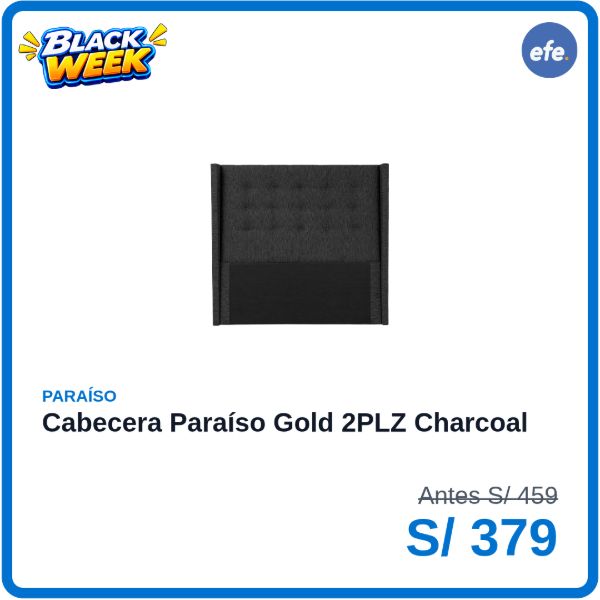 BLACK
WEEK
efe.
PARAÍSO
Cabecera Paraíso Gold 2PLZ Charcoal
Antes S/ 459
S/ 379